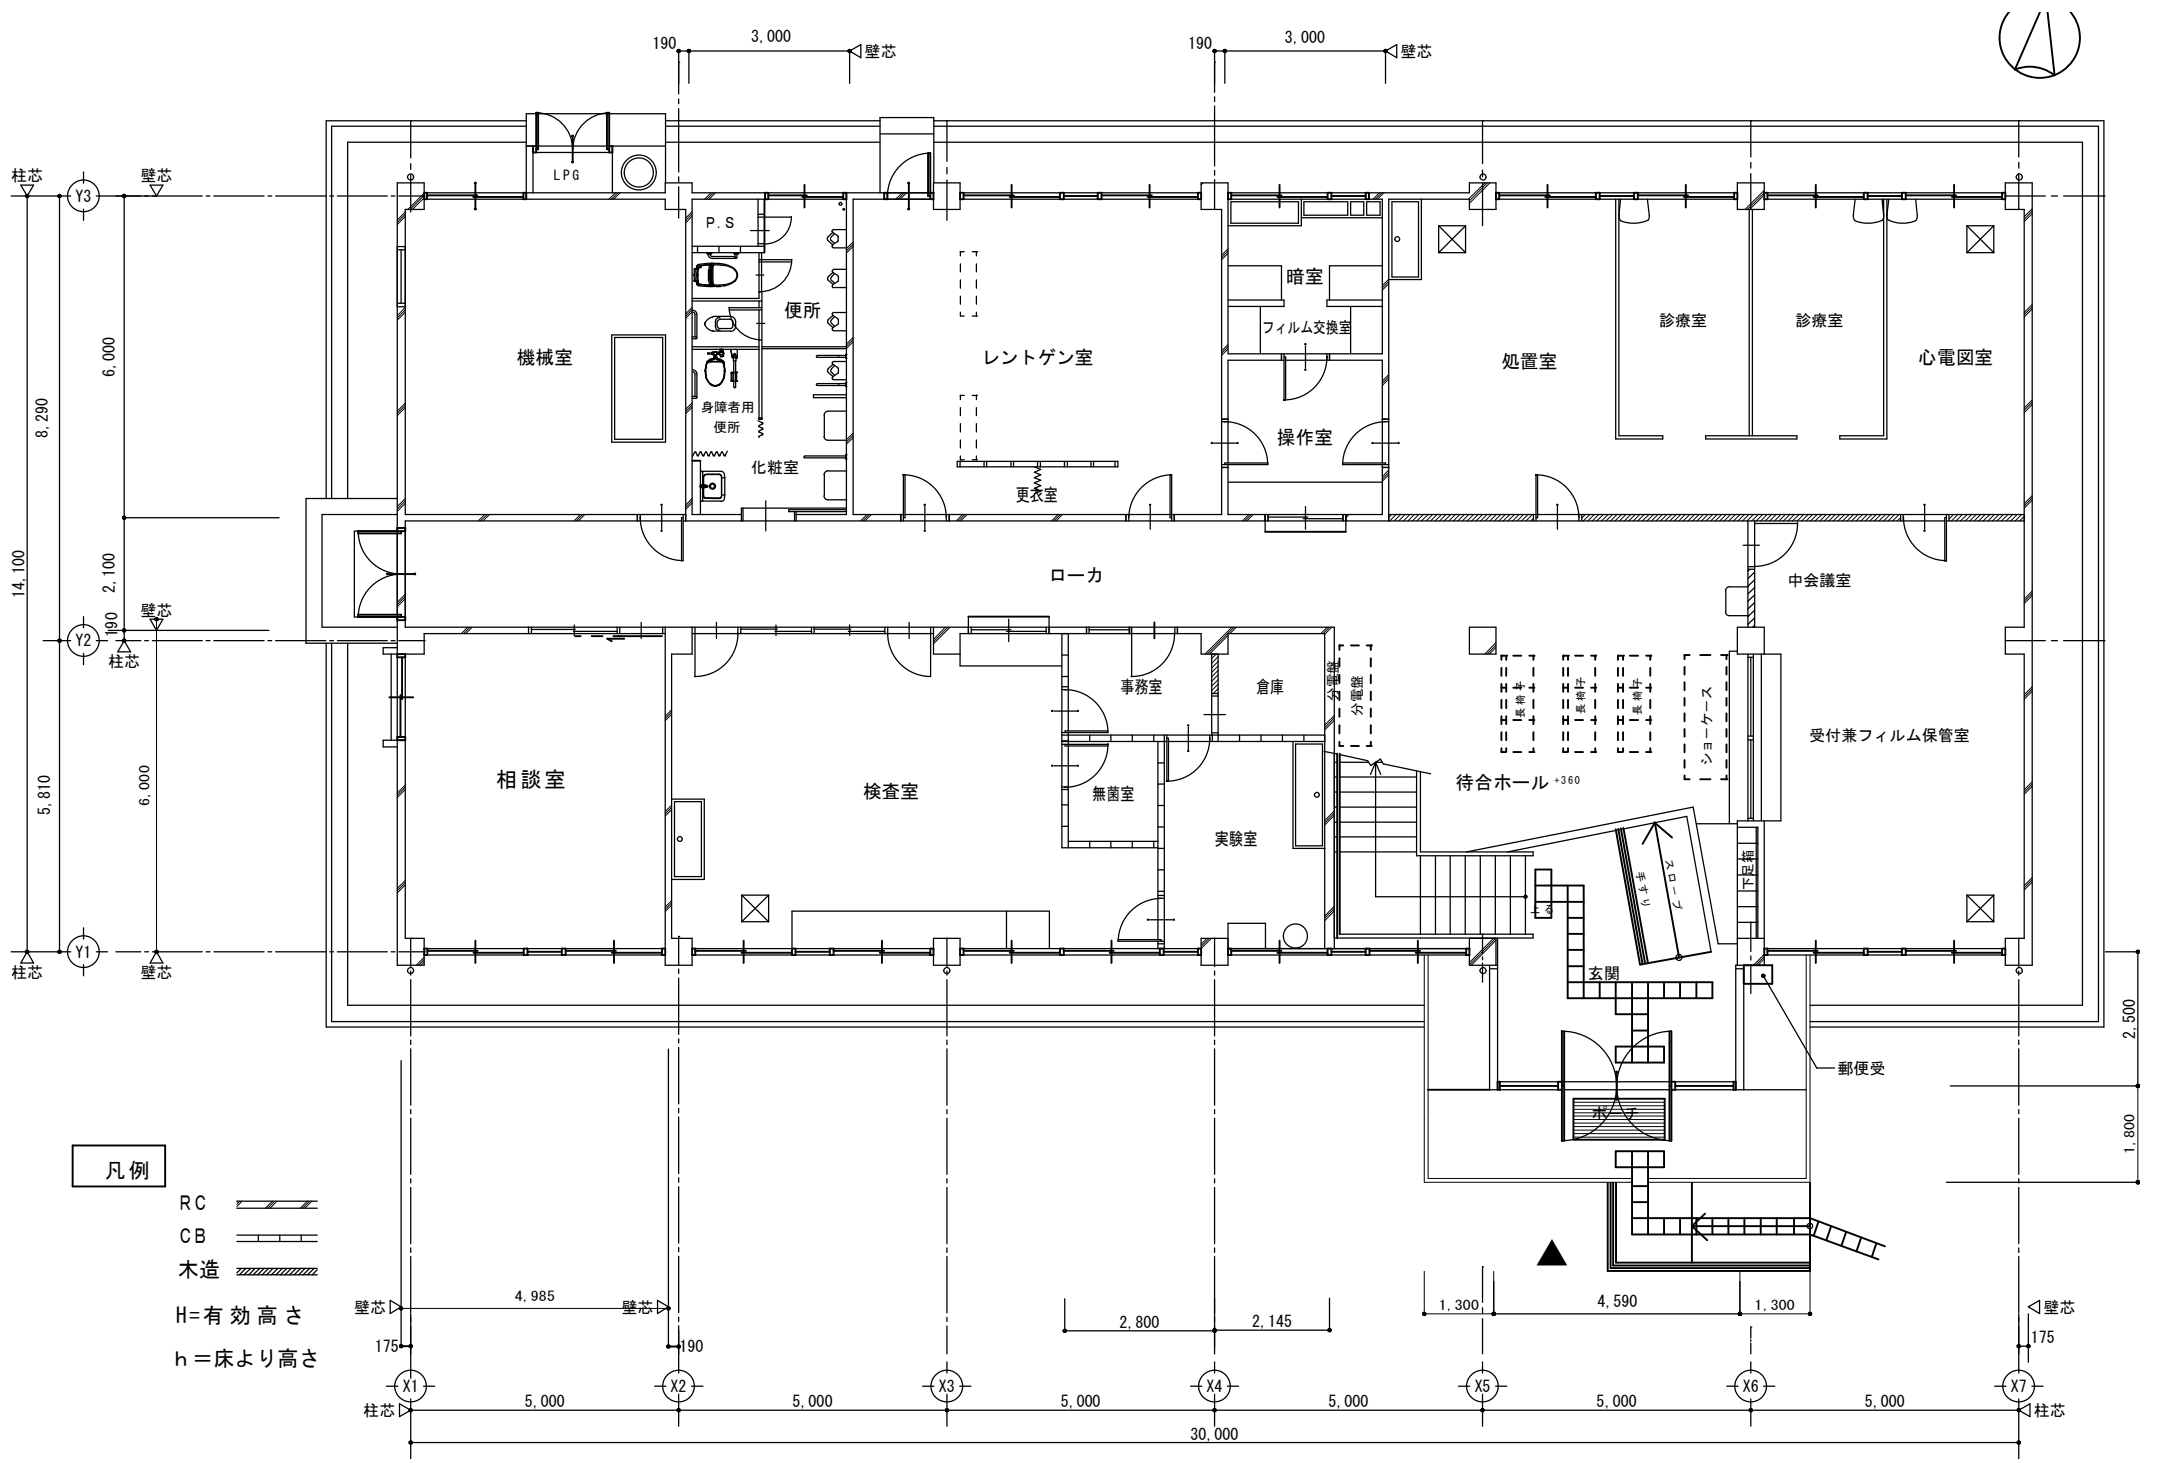 190
3,000
壁芯
190
3,000
壁芯
柱芯
壁芯
Y3
LPG
P.S
便所
暗室
フィルム交換室
機械室
レントゲン室
処置室
診療室
診療室
心電図室
身障者用
便所
化粧室
操作室
更衣室
6,000
8,290
14,100
2,100
190
ローカ
中会議室
壁芯
Y2
柱芯
事務室
倉庫
分電盤
分電盤
長椅子
長椅子
長椅子
ショーケース
受付兼フィルム保管室
相談室
検査室
無菌室
実験室
待合ホール +360
5,810
6,000
スロープ
手すり
下足箱
上る
Y1
柱芯
壁芯
玄関
2,500
郵便受
ポーチ
1,800
凡例
RC
CB
木造
H=有効高さ
h=床より高さ
壁芯
4,985
壁芯
175
190
2,800
2,145
1,300
4,590
1,300
壁芯
175
X1
X2
X3
X4
X5
X6
X7
柱芯
5,000
5,000
5,000
5,000
5,000
5,000
柱芯
30,000